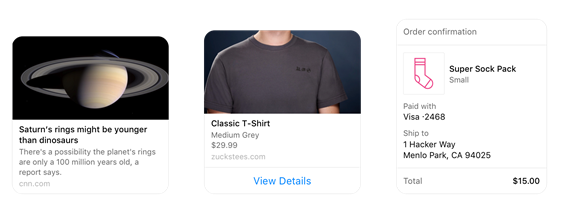 Saturn's rings might be younger
than dinosaurs
There's a possibility the planet's rings
are only a 100 million years old, a
report says.
cnn.com
Classic T-Shirt
Medium Grey
$29.99
zuckstees.com
View Details
Order confirmation
Super Sock Pack
Small
Paid with
Visa ·2468
Ship to
1 Hacker Way
Menlo Park, CA 94025
Total $15.00